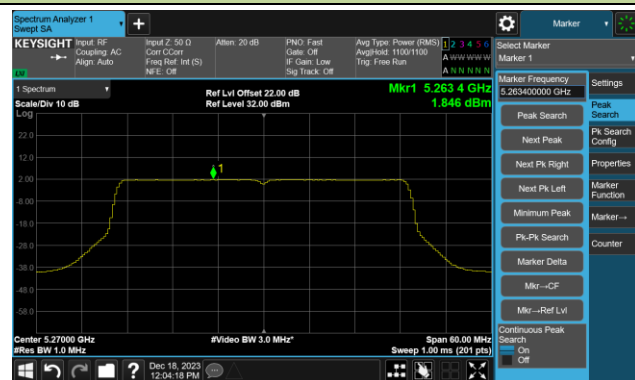 Spectrum Analyzer 1
Swept SA
+
Marker
KEYSIGHT
Input: RF
Coupling: AC
Align: Auto
Input Z: 50 Ω
Corr CCorr
Freq Ref: Int (S)
NFE: Off
Atten: 20 dB
PNO: Fast
Gate: Off
IF Gain: Low
Sig Track: Off
Avg Type: Power (RMS)
Avg|Hold: 1100/1100
Trig: Free Run
1 2 3 4 5 6
A W W W W W
A N N N N N
LW
Select Marker
Marker 1
1 Spectrum
Scale/Div 10 dB
Log
Ref Lvl Offset 22.00 dB
Ref Level 32.00 dBm
Mkr1 5.263 4 GHz
1.846 dBm
22.0
12.0
2.00
-8.00
-18.0
-28.0
-38.0
-48.0
-58.0
1
Center 5.27000 GHz
#Res BW 1.0 MHz
#Video BW 3.0 MHz*
Span 60.00 MHz
Sweep 1.00 ms (201 pts)
Marker Frequency
5.263400000 GHz
Peak Search
Next Peak
Next Pk Right
Next Pk Left
Minimum Peak
Pk-Pk Search
Marker Delta
Mkr→CF
Mkr→Ref Lvl
Continuous Peak
Search
On
Off
Settings
Peak
Search
Pk Search
Config
Properties
Marker
Function
Marker→
Counter
?
Dec 18, 2023
12:04:18 PM